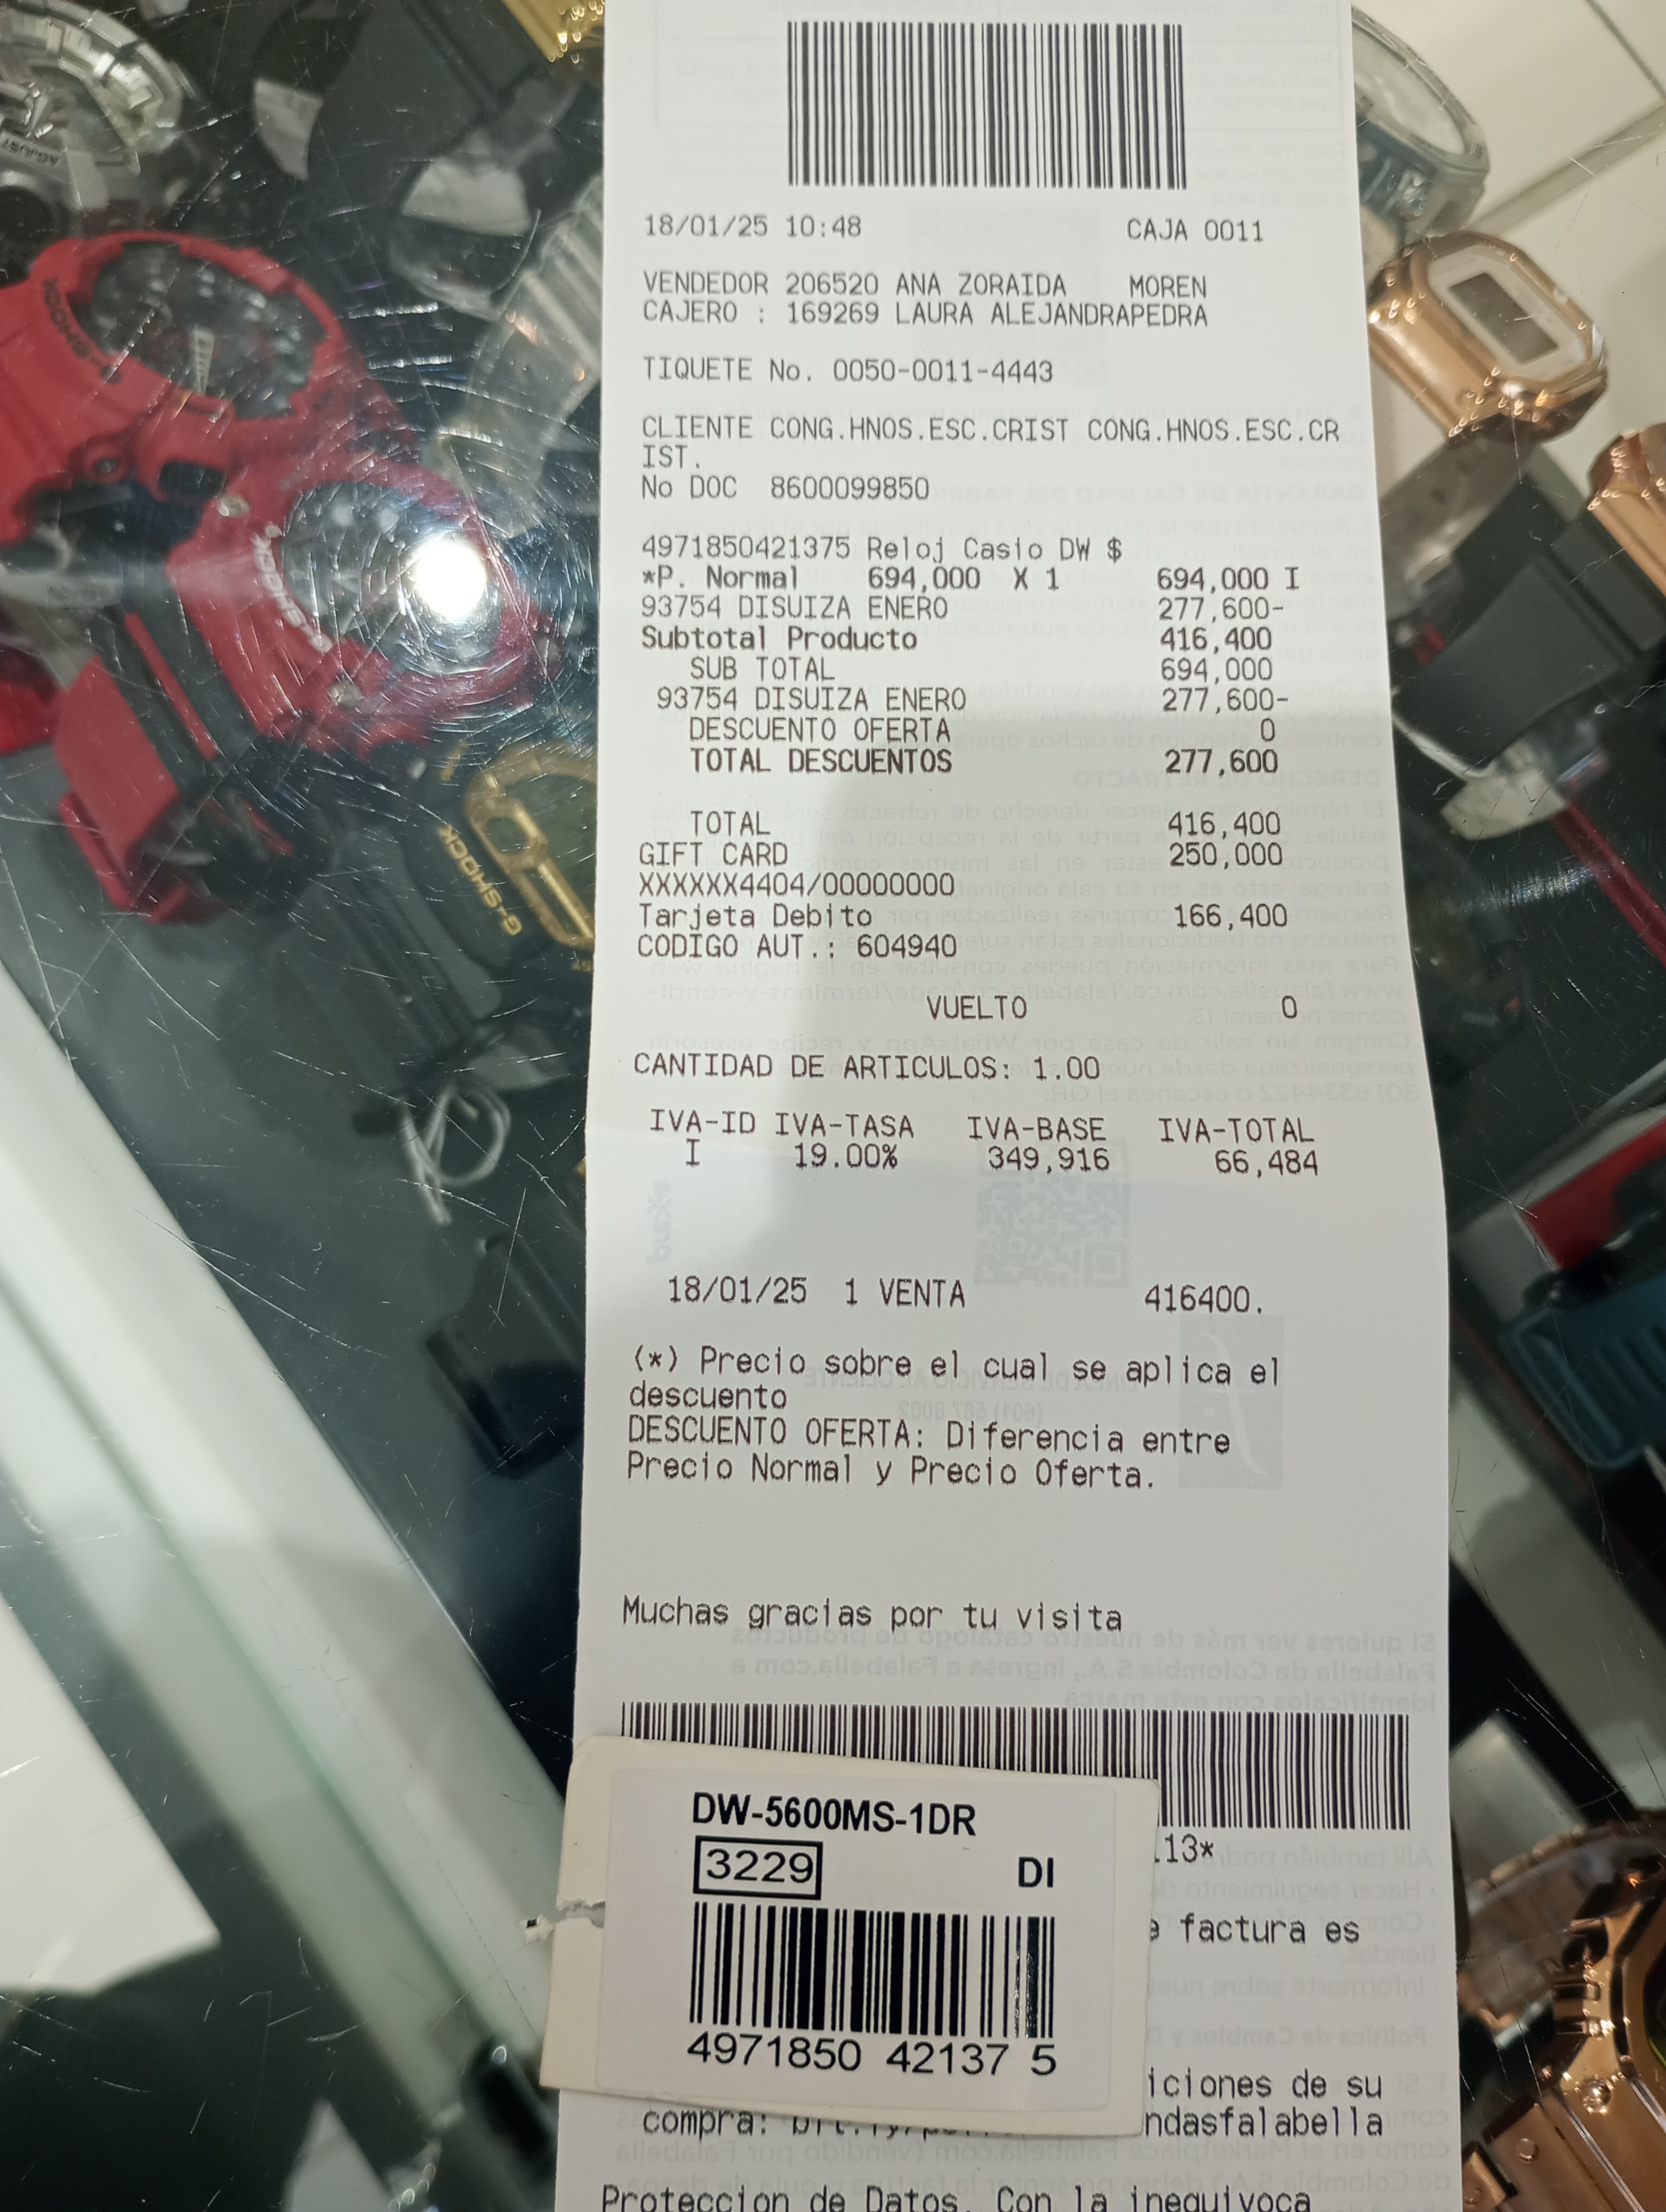 18/01/25 10:48 CAJA 0011
VENDEDOR 206520 ANA ZORAIDA MOREN
CAJERO : 169269 LAURA ALEJANDRAPEDRA
TIQUETE No. 0050-0011-4443
CLIENTE CONG.HNOS.ESC.CRIST CONG.HNOS.ESC.CR
IST.
No DOC 8600099850
4971850421375 Reloj Casio DW $
*P. Normal 694,000 X 1 694,000 I
93754 DISUIZA ENERO 277,600-
Subtotal Producto 416,400
SUB TOTAL 694,000
93754 DISUIZA ENERO 277,600-
DESCUENTO OFERTA 0
TOTAL DESCUENTOS 277,600
TOTAL 416,400
GIFT CARD 250,000
XXXXXX4404/00000000
Tarjeta Debito 166,400
CODIGO AUT.: 604940
VUELTO 0
CANTIDAD DE ARTICULOS: 1.00
IVA-ID IVA-TASA IVA-BASE IVA-TOTAL
I 19.00% 349,916 66,484
18/01/25 1 VENTA 416400.
(*) Precio sobre el cual se aplica el
descuento
DESCUENTO OFERTA: Diferencia entre
Precio Normal y Precio Oferta.
Muchas gracias por tu visita
DW-5600MS-1DR
3229 DI
4971850 42137 5
.13*
factura es
iciones de su
compra: ndasfalabella
Proteccion de Datos. Con la inequivoca
G-SHOCK
G-SHOCK
ADJUST